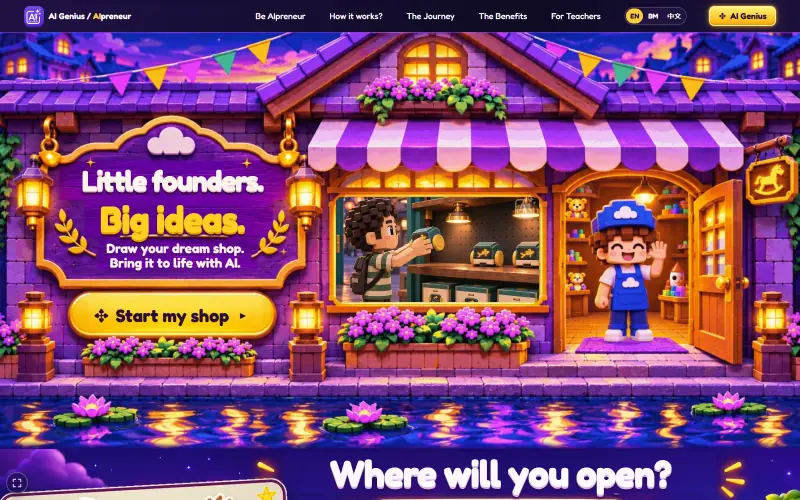 AI Genius / AIpreneur
Be AIpreneur
How it works?
The Journey
The Benefits
For Teachers
EN
BM
中文
AI Genius
Little founders.
Big ideas.
Draw your dream shop.
Bring it to life with AI.
Start my shop
Where will you open?